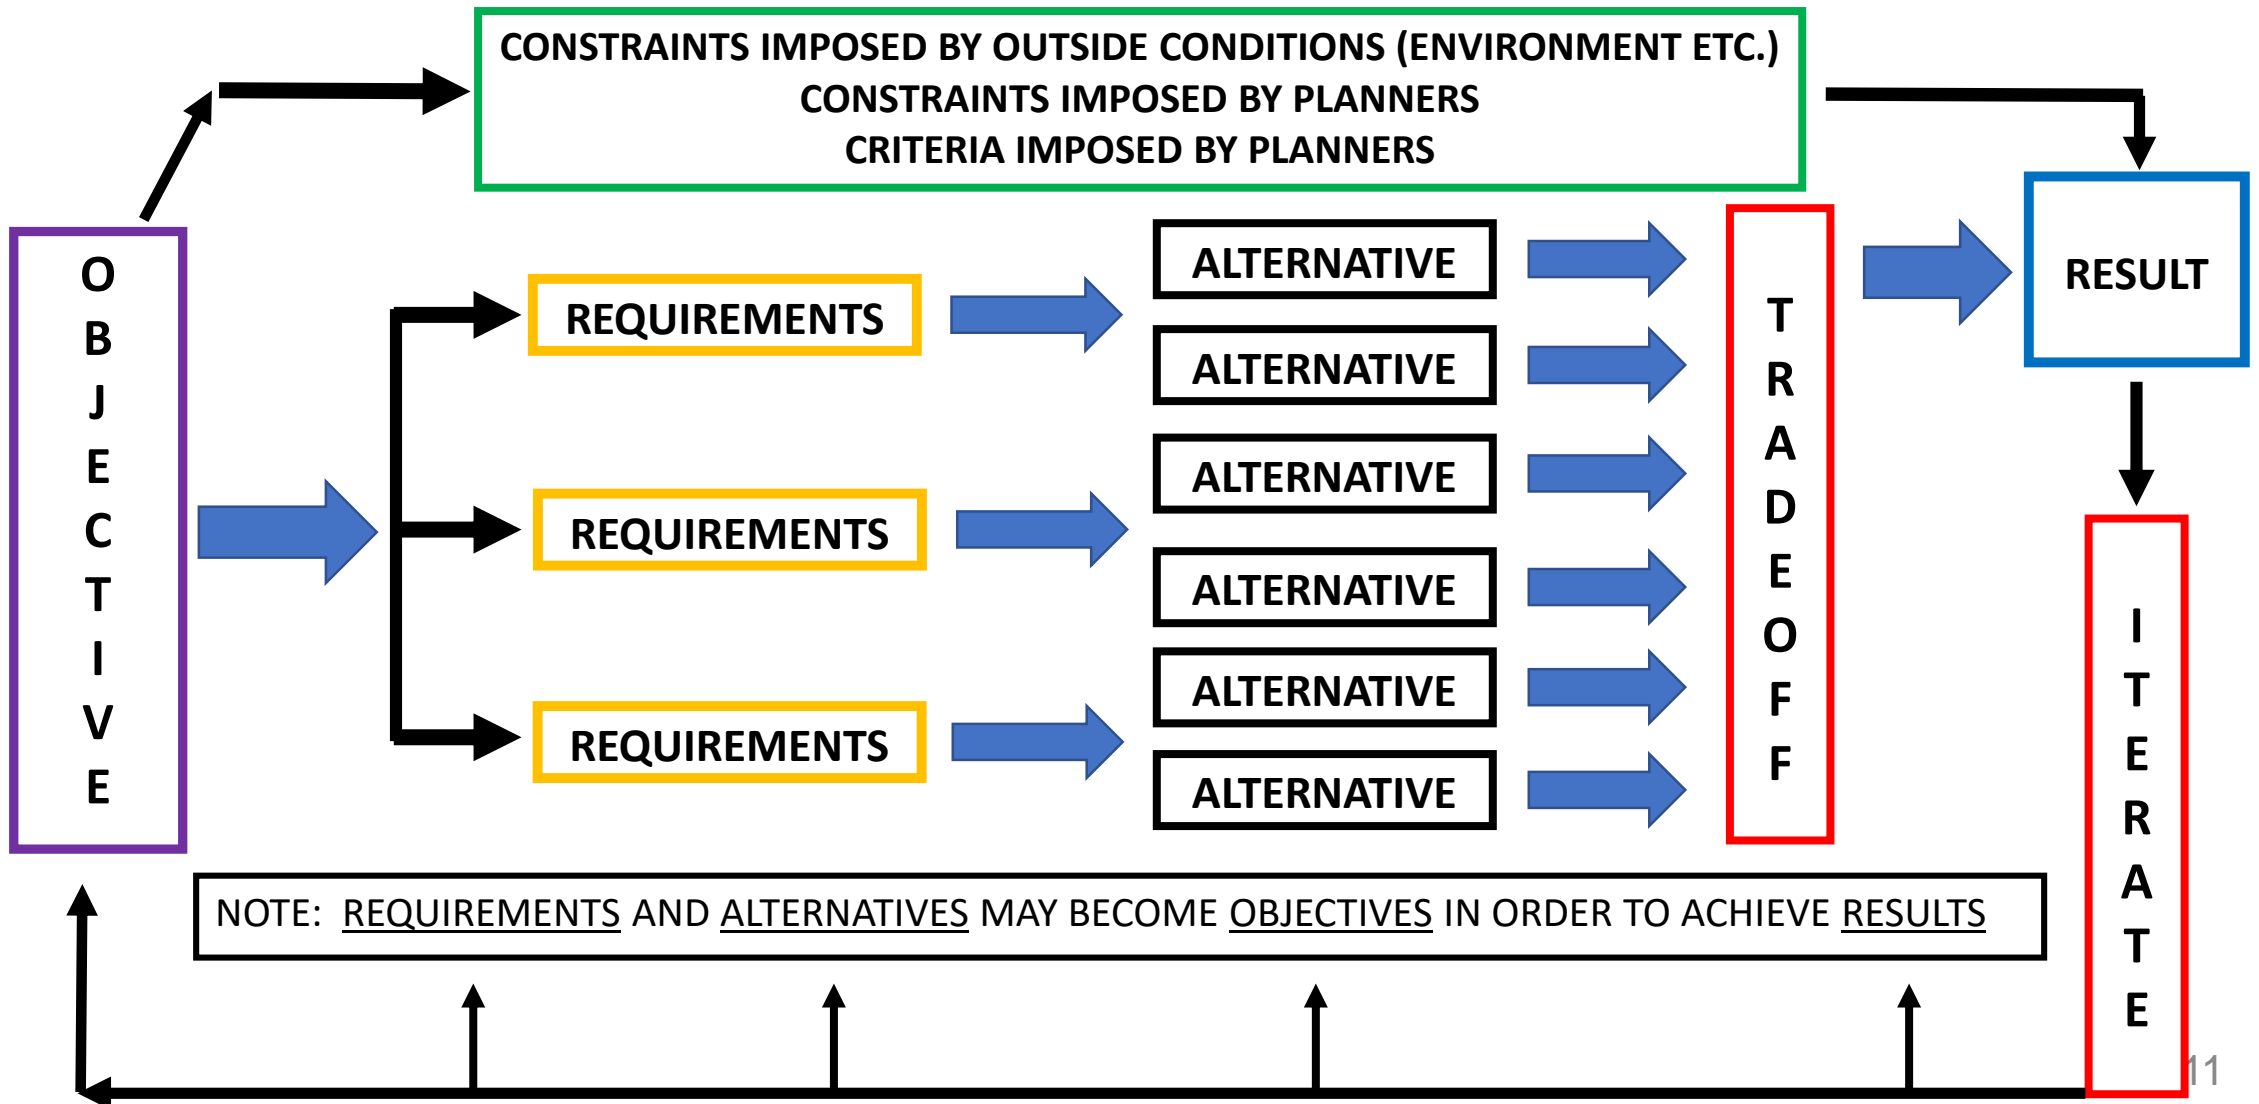 CONSTRAINTS IMPOSED BY OUTSIDE CONDITIONS (ENVIRONMENT ETC.)
CONSTRAINTS IMPOSED BY PLANNERS
CRITERIA IMPOSED BY PLANNERS
OBJECTIVE
REQUIREMENTS
REQUIREMENTS
REQUIREMENTS
ALTERNATIVE
ALTERNATIVE
ALTERNATIVE
ALTERNATIVE
ALTERNATIVE
ALTERNATIVE
TRADEOFF
RESULT
ITERATE
NOTE: REQUIREMENTS AND ALTERNATIVES MAY BECOME OBJECTIVES IN ORDER TO ACHIEVE RESULTS
11